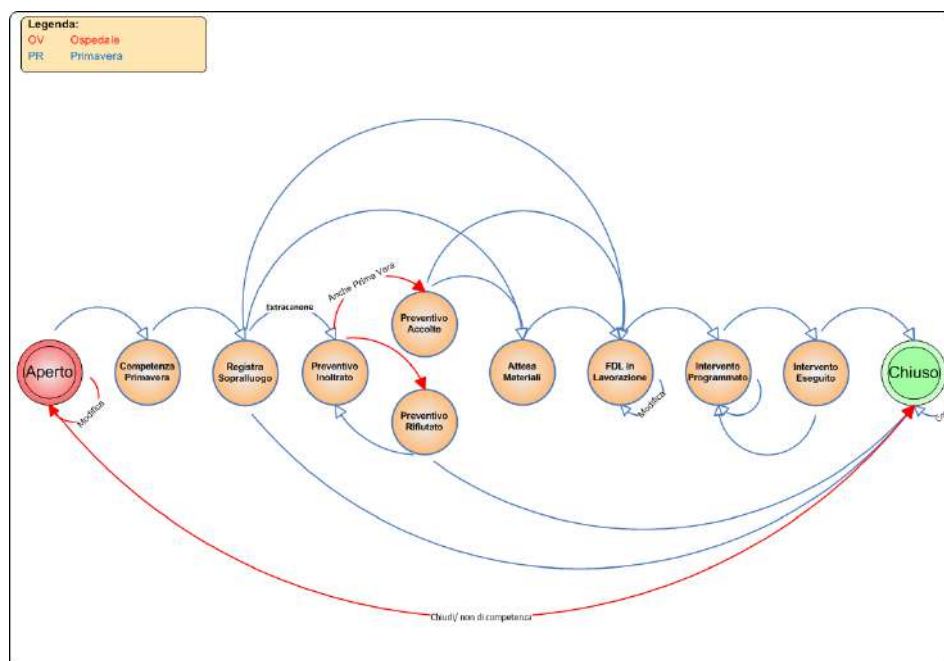 Legenda:
OV Ospedale
PR Primavera
Anche Prima Vera
Extracanone
Preventivo
Accolto
Aperto
Competenza
Primavera
Registra
Sopralluogo
Preventivo
Inoltrato
Attesa
Materiali
FDL in
Lavorazione
Intervento
Programmato
Intervento
Eseguito
Chiuso
Modifica
Modifica
Preventivo
Rifiutato
Chiudi/ non di competenza